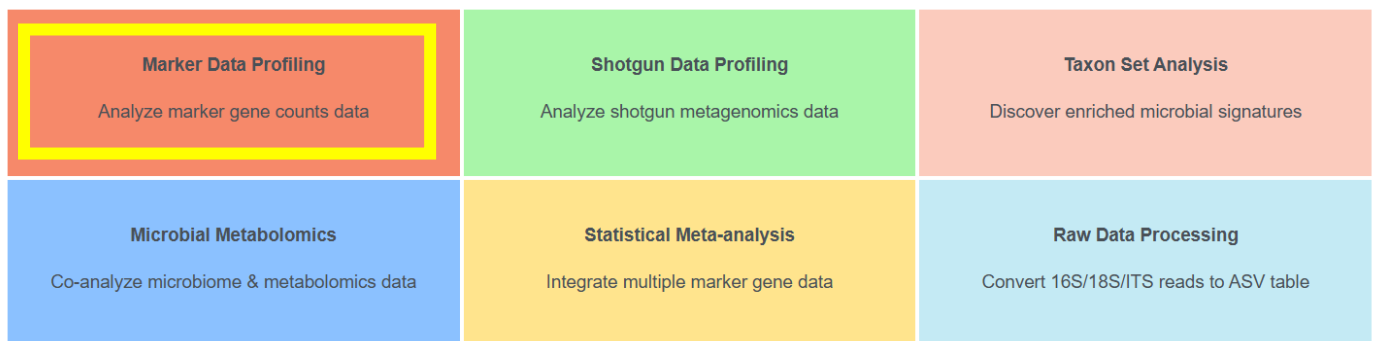 Marker Data Profiling
Analyze marker gene counts data
Shotgun Data Profiling
Analyze shotgun metagenomics data
Taxon Set Analysis
Discover enriched microbial signatures
Microbial Metabolomics
Co-analyze microbiome & metabolomics data
Statistical Meta-analysis
Integrate multiple marker gene data
Raw Data Processing
Convert 16S/18S/ITS reads to ASV table